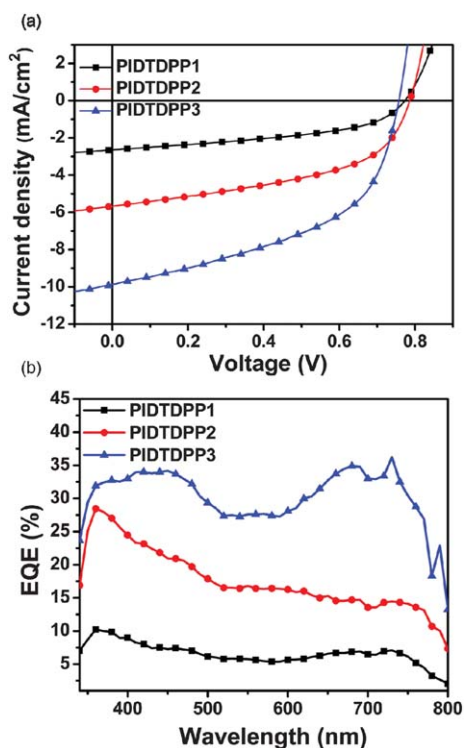 (a)
PIDTDPP1
PIDTDPP2
PIDTDPP3
2
0
-2
-4
-6
-8
-10
-12
Current density (mA/cm²)
0.0 0.2 0.4 0.6 0.8
Voltage (V)
(b)
PIDTDPP1
PIDTDPP2
PIDTDPP3
45
40
35
30
25
20
15
10
5
EQE (%)
400 500 600 700 800
Wavelength (nm)